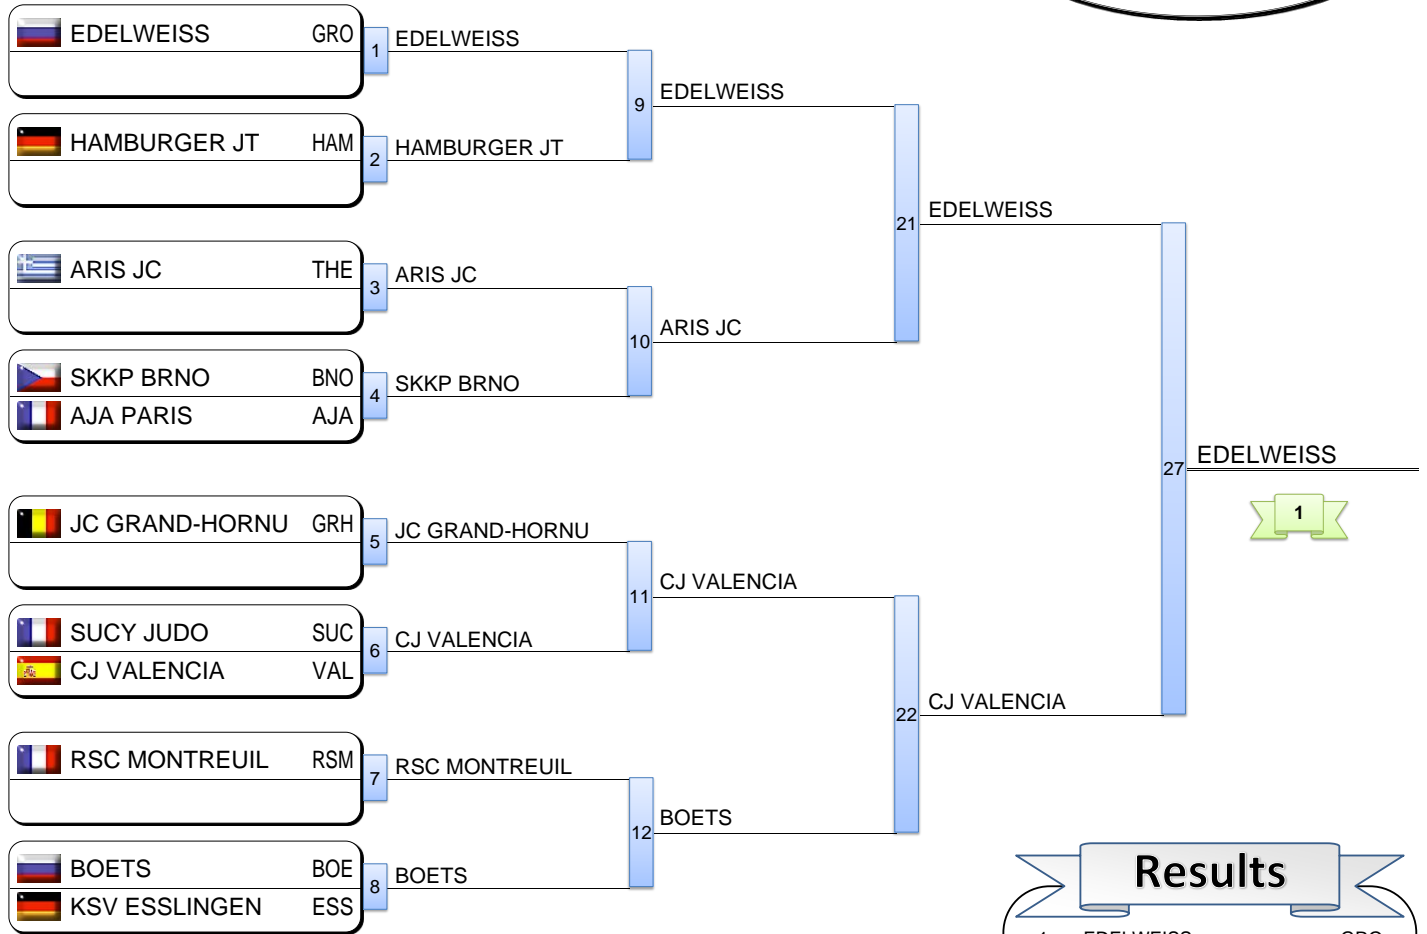 EDELWEISS GRO
1 EDELWEISS
9 EDELWEISS
HAMBURGER JT HAM
2 HAMBURGER JT
21 EDELWEISS
ARIS JC THE
3 ARIS JC
10 ARIS JC
SKKP BRNO BNO
4 SKKP BRNO
AJA PARIS AJA
27 EDELWEISS
1
JC GRAND-HORNU GRH
5 JC GRAND-HORNU
11 CJ VALENCIA
SUCY JUDO SUC
6 CJ VALENCIA
CJ VALENCIA VAL
22 CJ VALENCIA
RSC MONTREUIL RSM
7 RSC MONTREUIL
12 BOETS
BOETS BOE
8 BOETS
KSV ESSLINGEN ESS
Results
EDELWEISS GRO